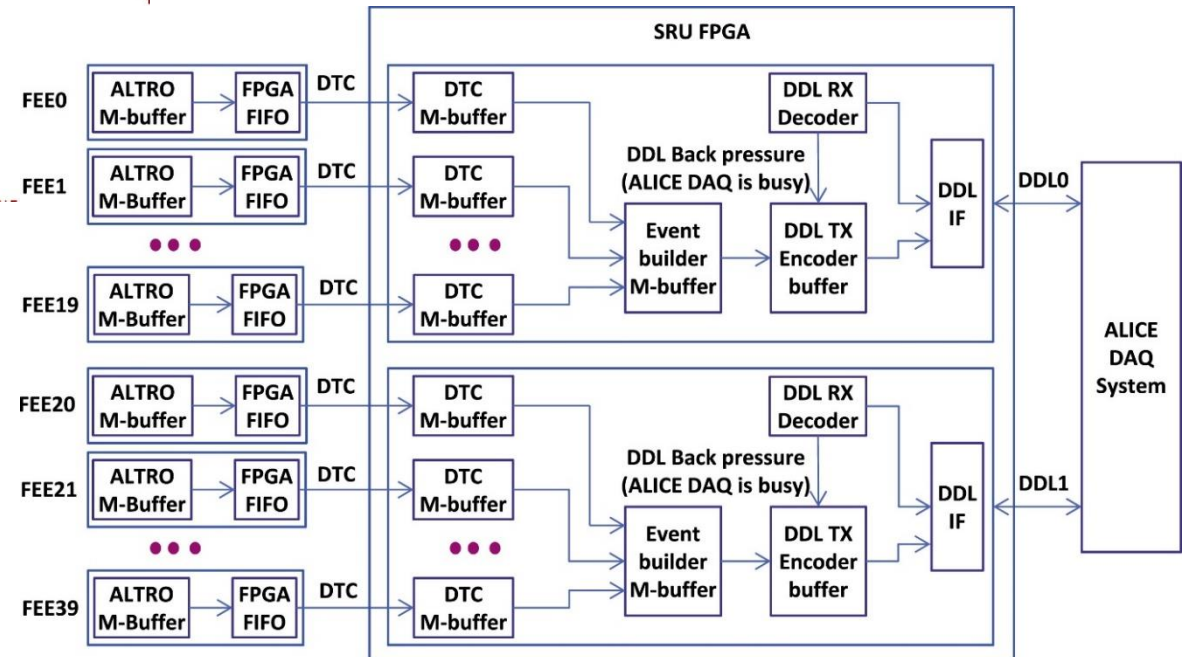 SRU FPGA
FEE0
ALTRO
M-buffer
FPGA
FIFO
DTC
DTC
M-buffer
DDL RX
Decoder
FEE1
ALTRO
M-Buffer
FPGA
FIFO
DTC
DTC
M-buffer
DDL Back pressure
(ALICE DAQ is busy)
Event
builder
M-buffer
DDL TX
Encoder
buffer
DDL
IF
DDL0
FEE19
ALTRO
M-Buffer
FPGA
FIFO
DTC
DTC
M-buffer
ALICE
DAQ
System
FEE20
ALTRO
M-buffer
FPGA
FIFO
DTC
DTC
M-buffer
DDL RX
Decoder
FEE21
ALTRO
M-Buffer
FPGA
FIFO
DTC
DTC
M-buffer
DDL Back pressure
(ALICE DAQ is busy)
Event
builder
M-buffer
DDL TX
Encoder
buffer
DDL
IF
DDL1
FEE39
ALTRO
M-Buffer
FPGA
FIFO
DTC
DTC
M-buffer